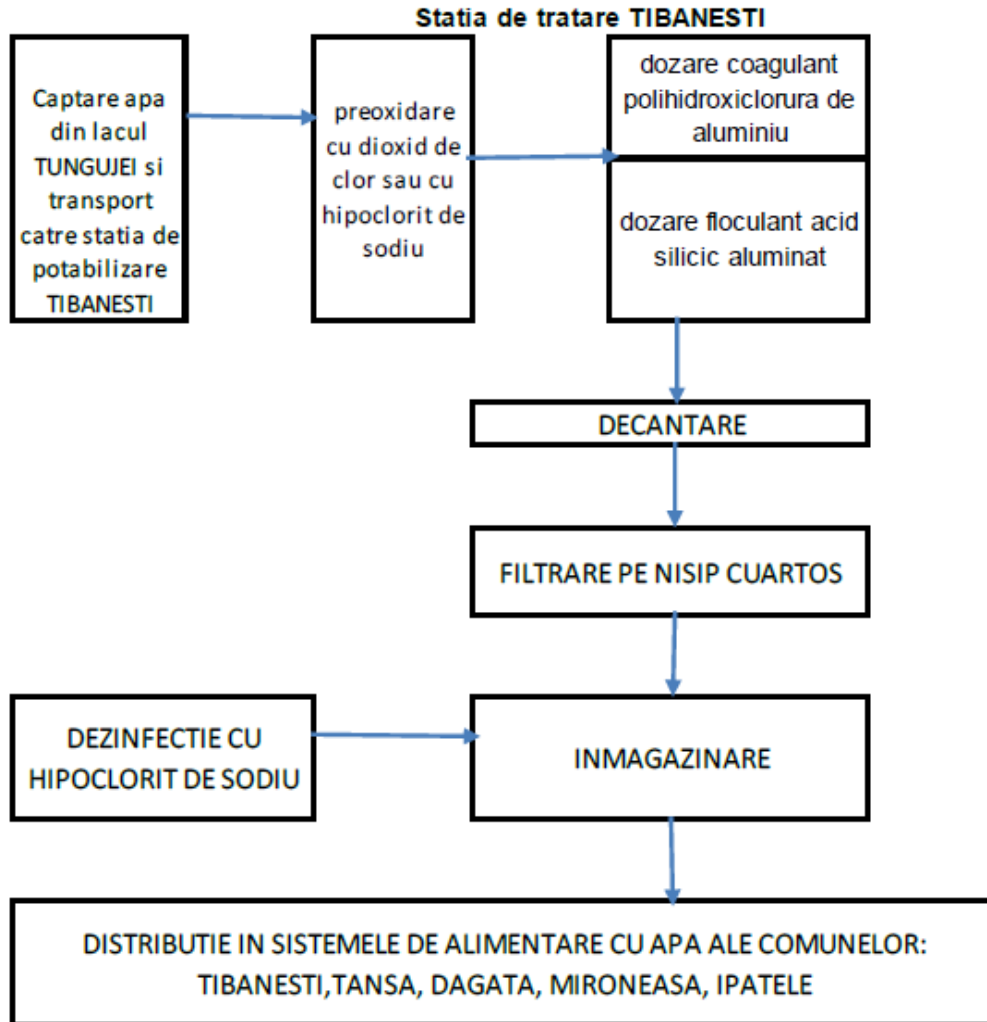 Statia de tratare TIBANESTI
Captare apa
din lacul
TUNGUJEI si
transport
catre statia de
potabilizare
TIBANESTI
preoxidare
cu dioxid de
clor sau cu
hipoclorit de
sodiu
dozare coagulant
polihidroxiclorura de
aluminiu
dozare floculant acid
silicic aluminat
DECANTARE
FILTRARE PE NISIP CUARTOS
DEZINFECTIE CU
HIPOCLORIT DE SODIU
INMAGAZINARE
DISTRIBUTIE IN SISTEMELE DE ALIMENTARE CU APA ALE COMUNELOR:
TIBANESTI,TANSA, DAGATA, MIRONEASA, IPATELE